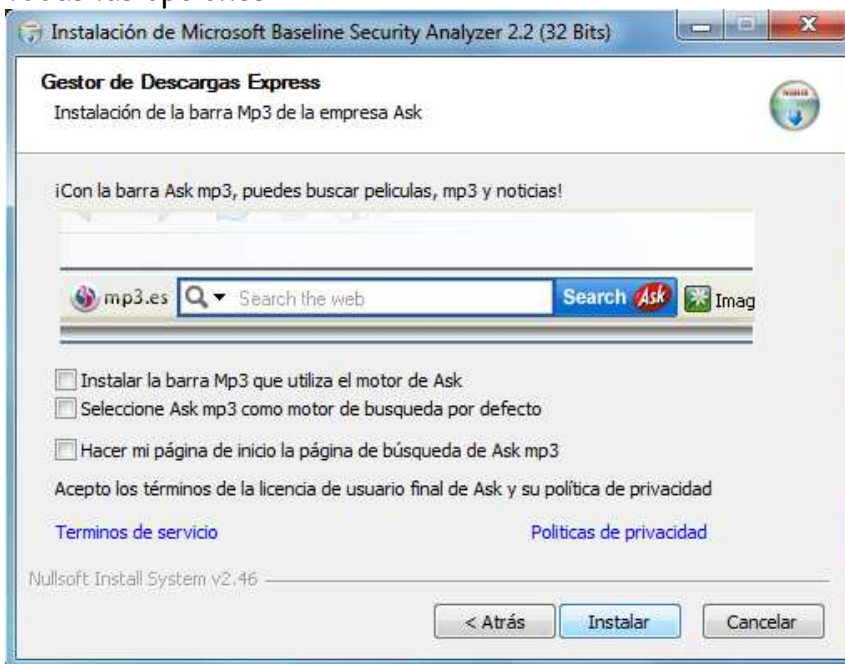 Instalación de Microsoft Baseline Security Analyzer 2.2 (32 Bits)
Gestor de Descargas Express
Instalación de la barra Mp3 de la empresa Ask
¡Con la barra Ask mp3, puedes buscar peliculas, mp3 y noticias!
mp3.es Search the web Search Ask Imag
Instalar la barra Mp3 que utiliza el motor de Ask
Seleccione Ask mp3 como motor de busqueda por defecto
Hacer mi página de inicio la página de búsqueda de Ask mp3
Acepto los términos de la licencia de usuario final de Ask y su política de privacidad
Terminos de servicio Politicas de privacidad
Nullsoft Install System v2.46
< Atrás Instalar Cancelar